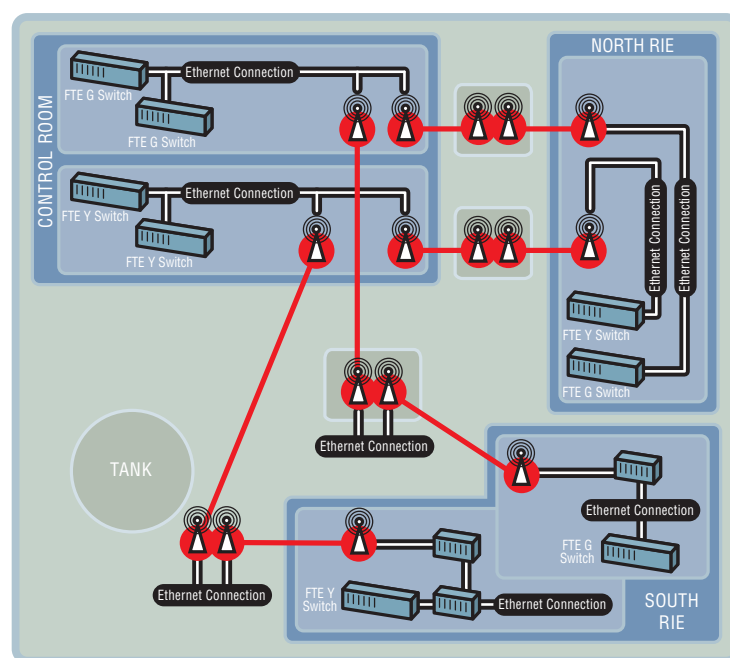 CONTROL ROOM
FTE G Switch
Ethernet Connection
FTE G Switch
FTE Y Switch
Ethernet Connection
FTE Y Switch
NORTH RIE
Ethernet Connection
Ethernet Connection
FTE Y Switch
FTE G Switch
Ethernet Connection
TANK
Ethernet Connection
Ethernet Connection
FTE G
Switch
FTE Y
Switch
Ethernet Connection
SOUTH
RIE